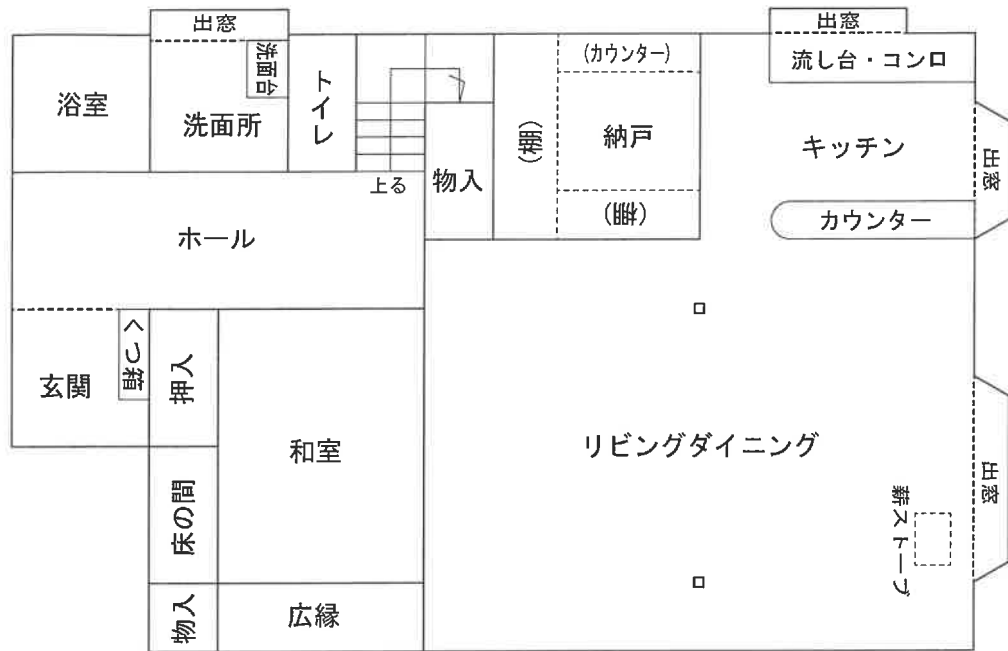 出窓
出窓
洗面台
(カウンター)
流し台・コンロ
浴室
洗面所
トイレ
(棚)
納戸
キッチン
出窓
上る
物入
(棚)
カウンター
ホール
くつ箱
玄関
押入
和室
リビングダイニング
出窓
床の間
薪ストーブ
物入
広縁